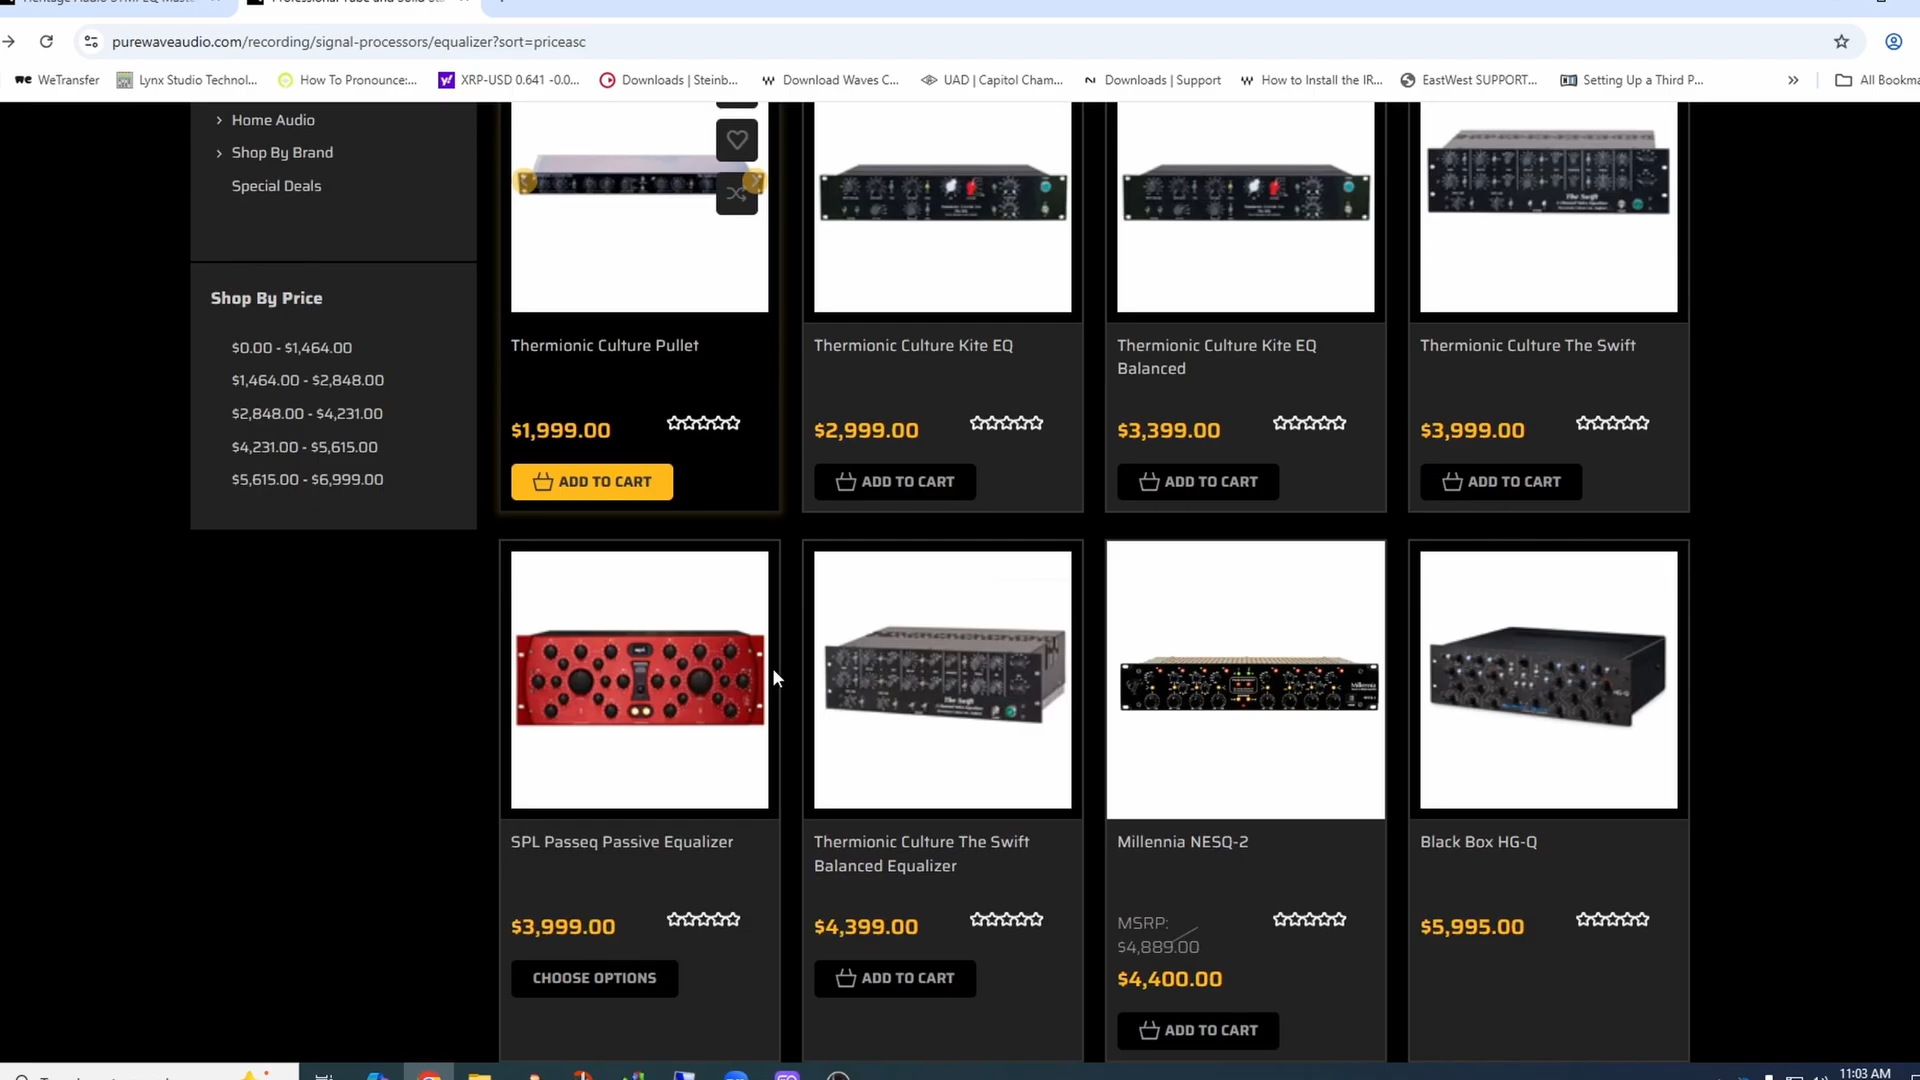 purewaveaudio.com/recording/signal-processors/equalizer?sort=priceasc
WeTransfer
Lynx Studio Technol...
How To Pronounce:...
XRP-USD 0.641 -0.0...
Downloads | Steinb...
Download Waves C...
UAD | Capitol Cham...
Downloads | Support
How to Install the IR...
EastWest SUPPORT...
Setting Up a Third P...
»
All Bookma
Home Audio
Shop By Brand
Special Deals
Shop By Price
$0.00 - $1,464.00
$1,464.00 - $2,848.00
$2,848.00 - $4,231.00
$4,231.00 - $5,615.00
$5,615.00 - $6,999.00
Thermionic Culture Pullet
$1,999.00
ADD TO CART
Thermionic Culture Kite EQ
$2,999.00
ADD TO CART
Thermionic Culture Kite EQ
Balanced
$3,399.00
ADD TO CART
The Swift
Thermionic Culture The Swift
$3,999.00
ADD TO CART
SPL Passeq Passive Equalizer
$3,999.00
CHOOSE OPTIONS
The Swift
Thermionic Culture The Swift
Balanced Equalizer
$4,399.00
ADD TO CART
Millennia
Millennia NESQ-2
MSRP:
$4,889.00
$4,400.00
ADD TO CART
HG-Q
Black Box HG-Q
$5,995.00
11:03 AM